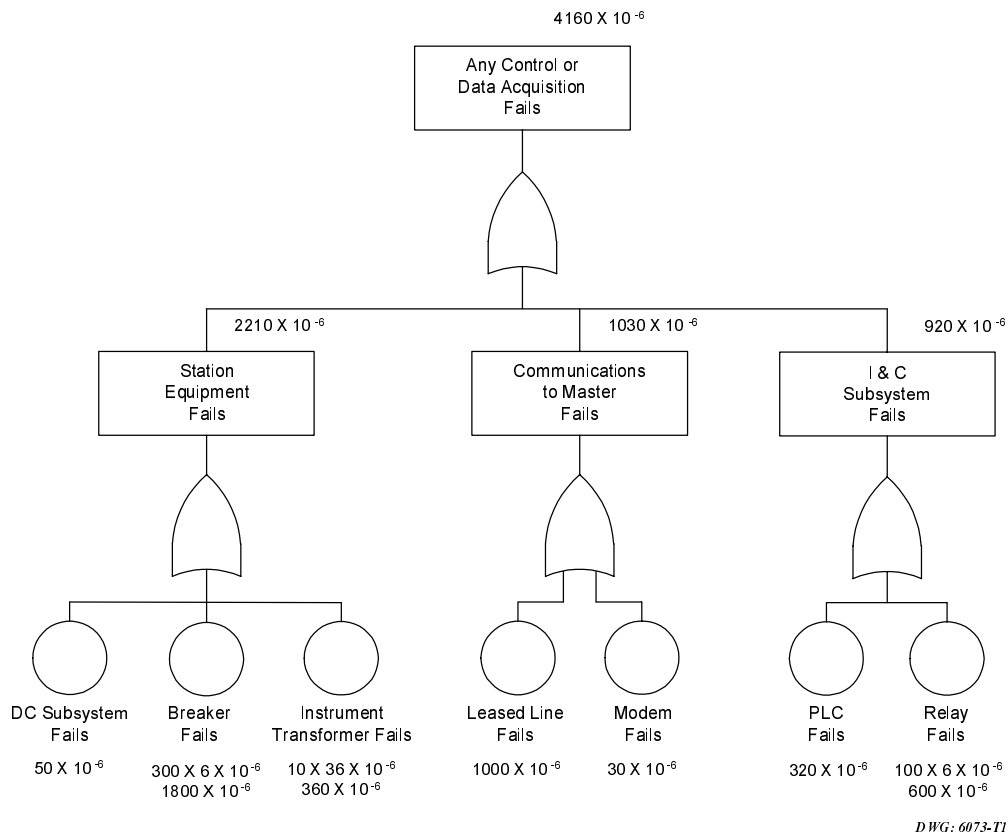 4160 X 10 -6
Any Control or
Data Acquisition
Fails
2210 X 10 -6
1030 X 10 -6
920 X 10 -6
Station
Equipment
Fails
Communications
to Master
Fails
I & C
Subsystem
Fails
DC Subsystem
Fails
50 X 10 -6
Breaker
Fails
300 X 6 X 10 -6
1800 X 10 -6
Instrument
Transformer Fails
10 X 36 X 10 -6
360 X 10 -6
Leased Line
Fails
1000 X 10 -6
Modem
Fails
30 X 10 -6
PLC
Fails
320 X 10 -6
Relay
Fails
100 X 6 X 10 -6
600 X 10 -6
DWG: 6073-T1